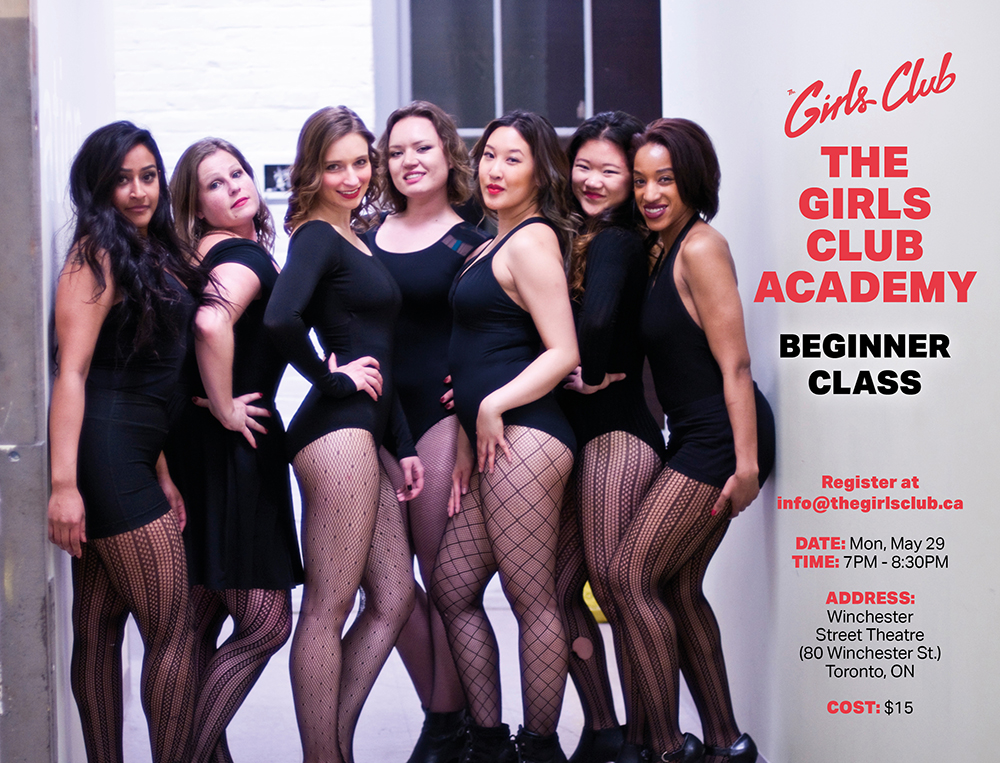 The Girls Club
THE
GIRLS
CLUB
ACADEMY
BEGINNER
CLASS
Register at
info@thegirlsclub.ca
DATE: Mon, May 29
TIME: 7PM - 8:30PM
ADDRESS:
Winchester
Street Theatre
(80 Winchester St.)
Toronto, ON
COST: $15